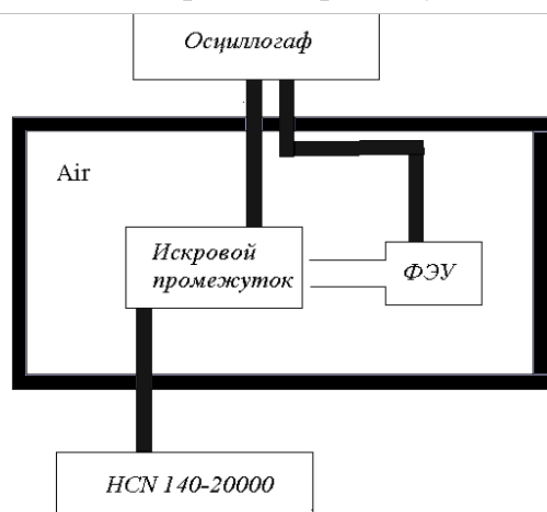 Осциллогаф
Air
Искровой
промежуток
ФЭУ
HCN 140-20000